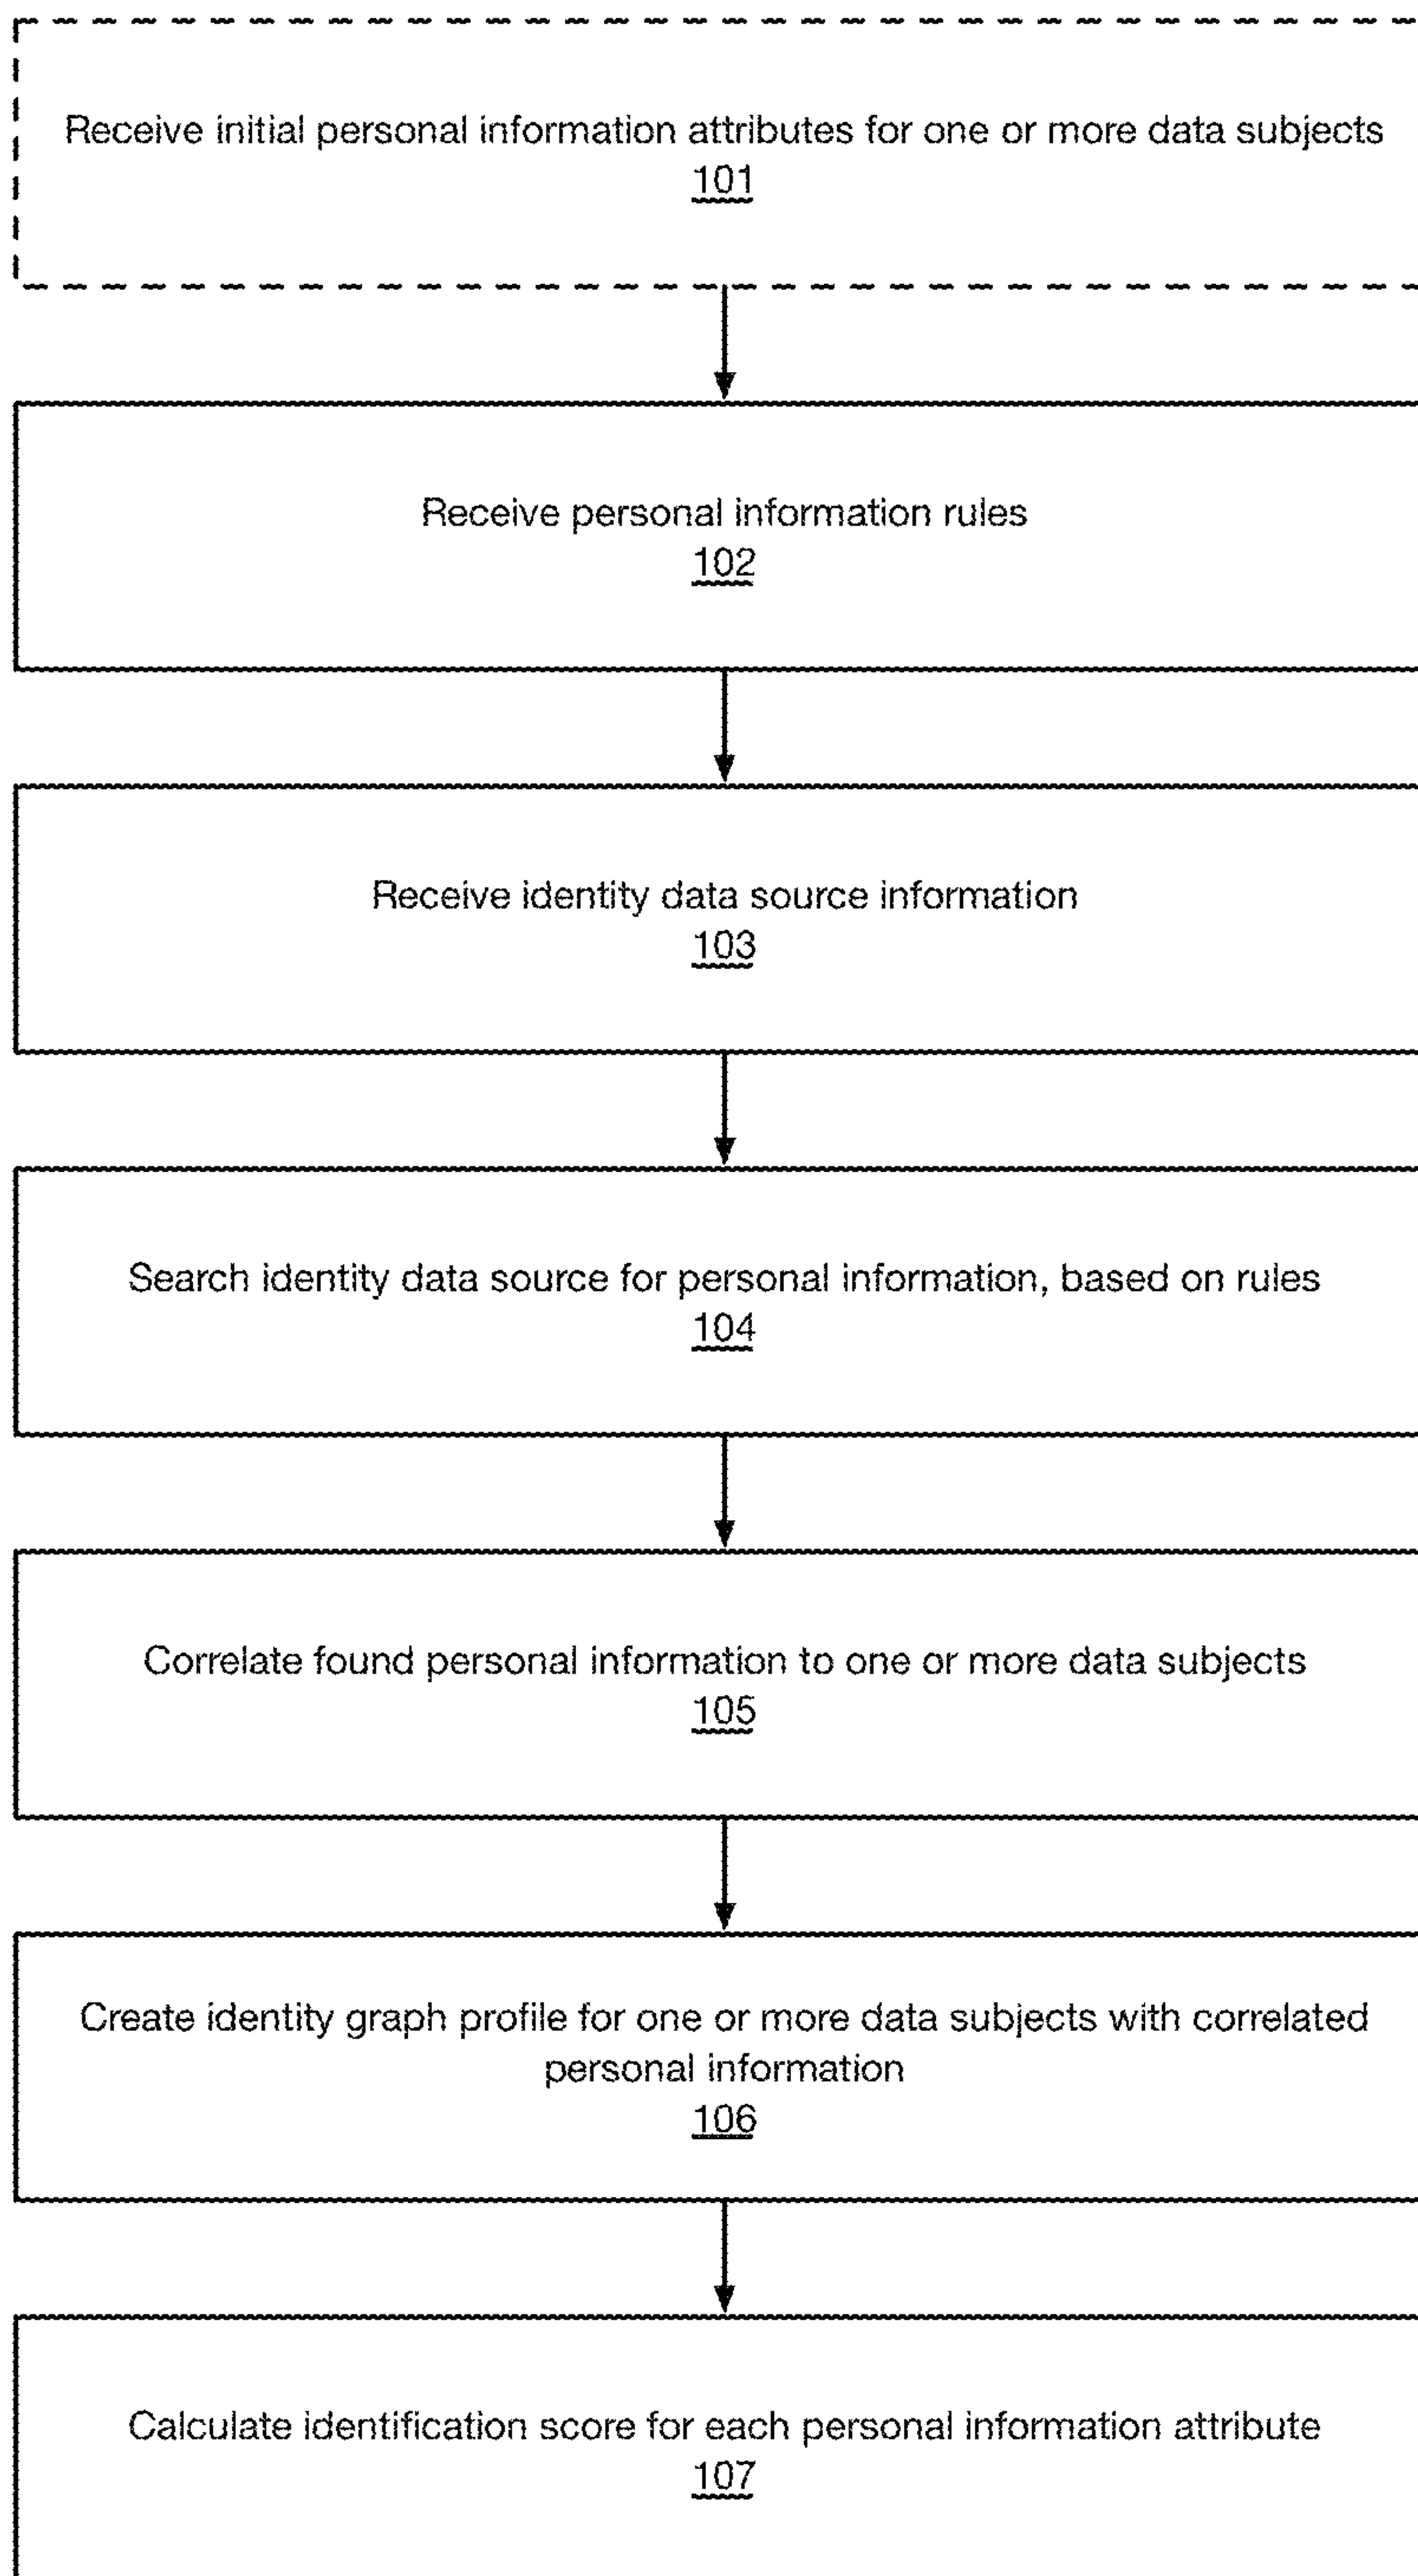 Receive initial personal information attributes for one or more data subjects
101
Receive personal information rules
102
Receive identity data source information
103
Search identity data source for personal information, based on rules
104
Correlate found personal information to one or more data subjects
105
Create identity graph profile for one or more data subjects with correlated
personal information
106
Calculate identification score for each personal information attribute
107